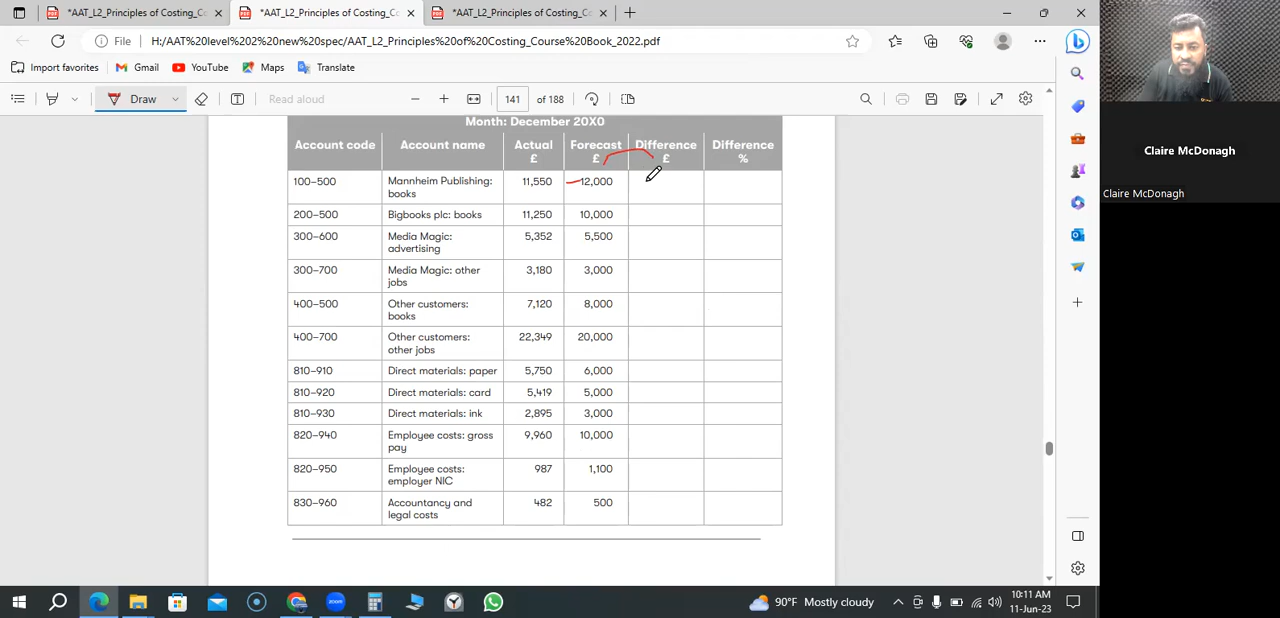 *AAT_L2_Principles of Costing_Co
*AAT_L2_Principles of Costing_Co
*AAT_L2_Principles of Costing_Co
File
H:/AAT%20level%202%20new%20spec/AAT_L2_Principles%20of%20Costing_Course%20Book_2022.pdf
Import favorites
Gmail
YouTube
Maps
Translate
Draw
Read aloud
141 of 188
Month: December 20X0
Account code Account name Actual £ Forecast £ Difference £ Difference %
100–500 Mannheim Publishing: books 11,550 12,000
200–500 Bigbooks plc: books 11,250 10,000
300–600 Media Magic: advertising 5,352 5,500
300–700 Media Magic: other jobs 3,180 3,000
400–500 Other customers: books 7,120 8,000
400–700 Other customers: other jobs 22,349 20,000
810–910 Direct materials: paper 5,750 6,000
810–920 Direct materials: card 5,419 5,000
810–930 Direct materials: ink 2,895 3,000
820–940 Employee costs: gross pay 9,960 10,000
820–950 Employee costs: employer NIC 987 1,100
830–960 Accountancy and legal costs 482 500
Claire McDonagh
Claire McDonagh
90°F Mostly cloudy
10:11 AM
11-Jun-23